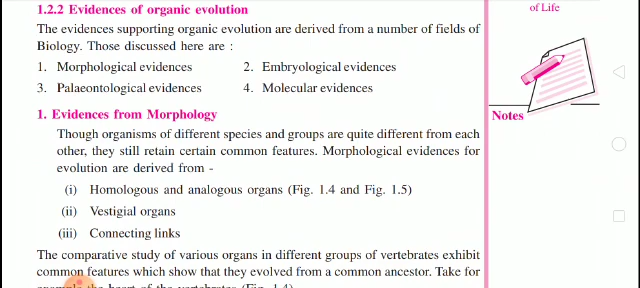 1.2.2 Evidences of organic evolution
of Life
The evidences supporting organic evolution are derived from a number of fields of
Biology. Those discussed here are :
1. Morphological evidences 2. Embryological evidences
3. Palaeontological evidences 4. Molecular evidences
1. Evidences from Morphology
Notes
Though organisms of different species and groups are quite different from each
other, they still retain certain common features. Morphological evidences for
evolution are derived from -
(i) Homologous and analogous organs (Fig. 1.4 and Fig. 1.5)
(ii) Vestigial organs
(iii) Connecting links
The comparative study of various organs in different groups of vertebrates exhibit
common features which show that they evolved from a common ancestor. Take for